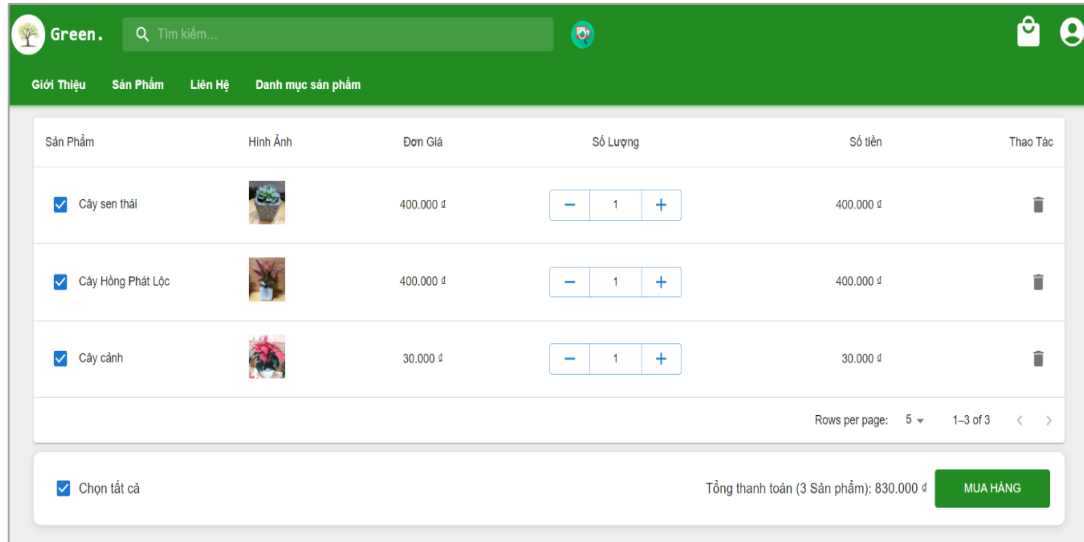 Green. Tìm kiếm...
Giới Thiệu Sản Phẩm Liên Hệ Danh mục sản phẩm
Sản Phẩm Hình Ảnh Đơn Giá Số Lượng Số tiền Thao Tác
Cây sen thái 400.000 ₫ 1 400.000 ₫
Cây Hồng Phát Lộc 400.000 ₫ 1 400.000 ₫
Cây cảnh 30.000 ₫ 1 30.000 ₫
Rows per page: 5 1–3 of 3
Chọn tất cả Tổng thanh toán (3 Sản phẩm): 830.000 ₫ MUA HÀNG